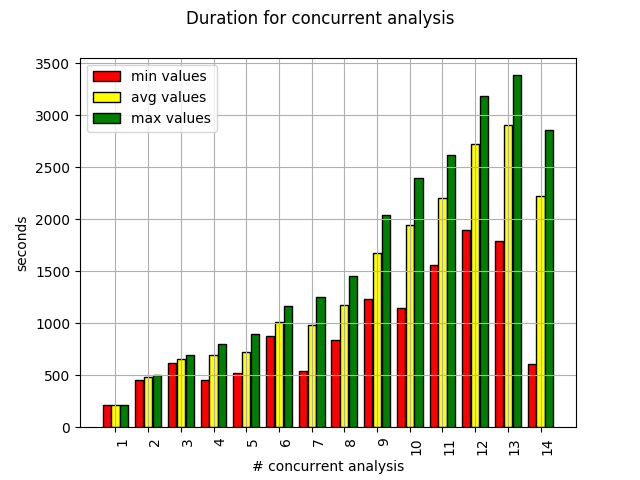 Duration for concurrent analysis
min values
avg values
max values
3500
3000
2500
2000
1500
1000
500
0
seconds
1 2 3 4 5 6 7 8 9 10 11 12 13 14
# concurrent analysis